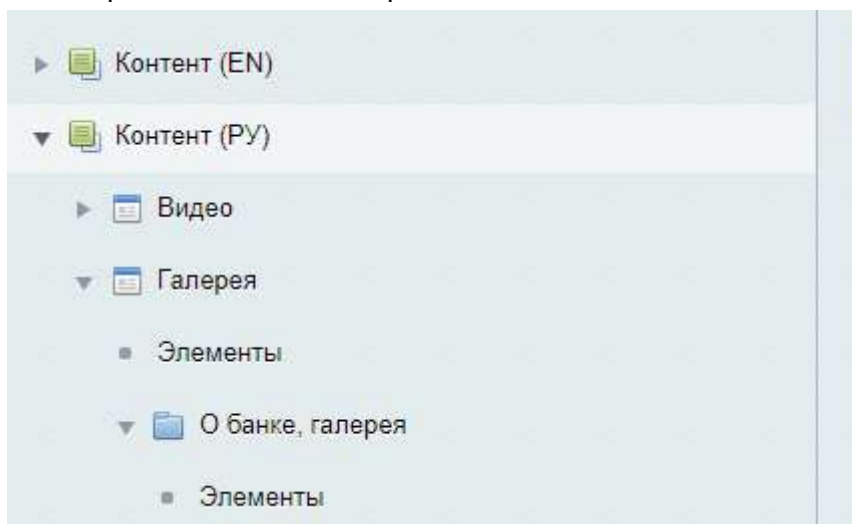 Контент (EN)
Контент (РУ)
Видео
Галерея
Элементы
О банке, галерея
Элементы